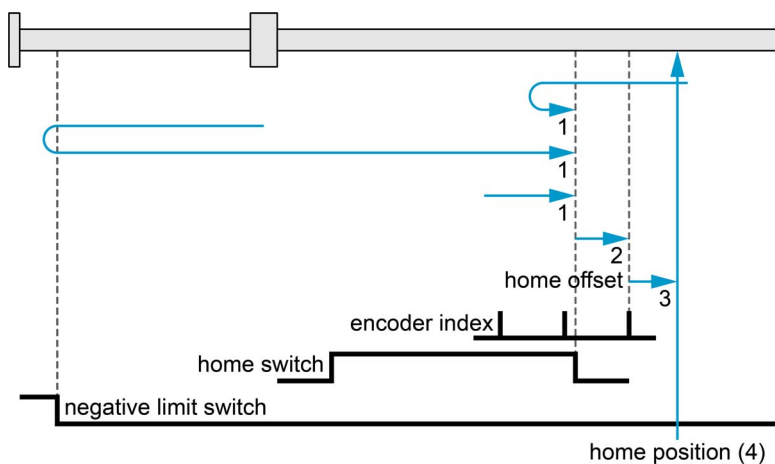 1
1
1
2
home offset
3
encoder index
home switch
negative limit switch
home position (4)